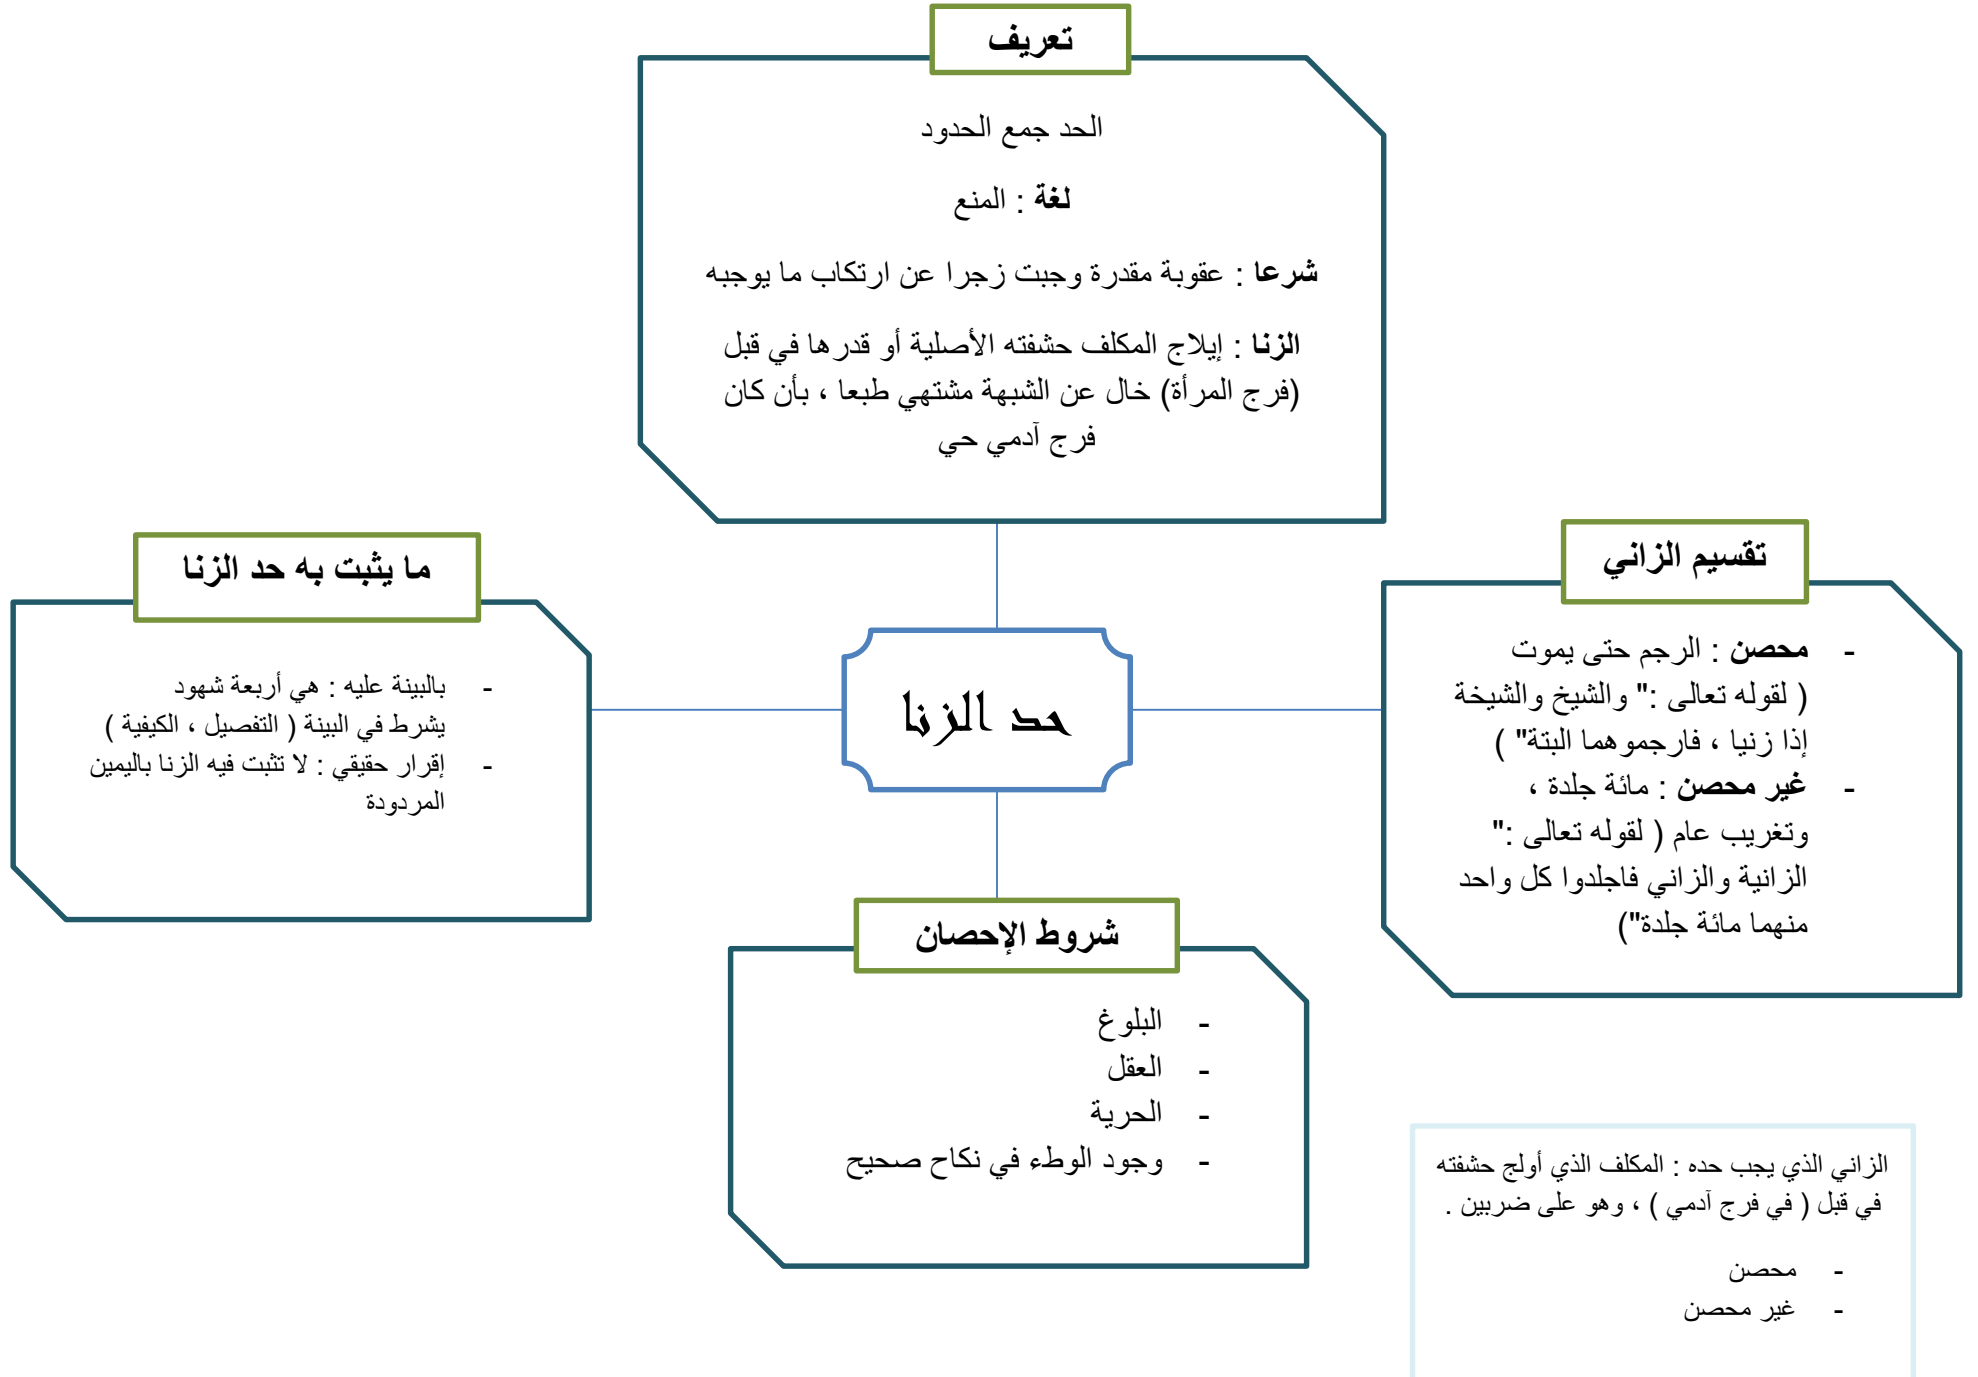 تعريف
الحد جمع الحدود
لغة : المنع
شرعا : عقوبة مقدرة وجبت زجرا عن ارتكاب ما يوجبه
الزنا : إيلاج المكلف حشفته الأصلية أو قدرها في قبل
(فرج المرأة) خال عن الشبهة مشتهي طبعا ، بأن كان
فرج آدمي حي
تقسيم الزاني
- محصن : الرجم حتى يموت
( لقوله تعالى :" والشيخ والشيخة
إذا زنيا ، فارجموهما البتة" )
- غير محصن : مائة جلدة ،
وتغريب عام ( لقوله تعالى :"
الزانية والزاني فاجلدوا كل واحد
منهما مائة جلدة")
حد الزنا
ما يثبت به حد الزنا
- بالبينة عليه : هي أربعة شهود
يشرط في البينة ( التفصيل ، الكيفية )
- إقرار حقيقي : لا تثبت فيه الزنا باليمين
المردودة
شروط الإحصان
- البلوغ
- العقل
- الحرية
- وجود الوطء في نكاح صحيح
الزاني الذي يجب حده : المكلف الذي أولج حشفته
في قبل ( في فرج آدمي ) ، وهو على ضربين .
- محصن
- غير محصن